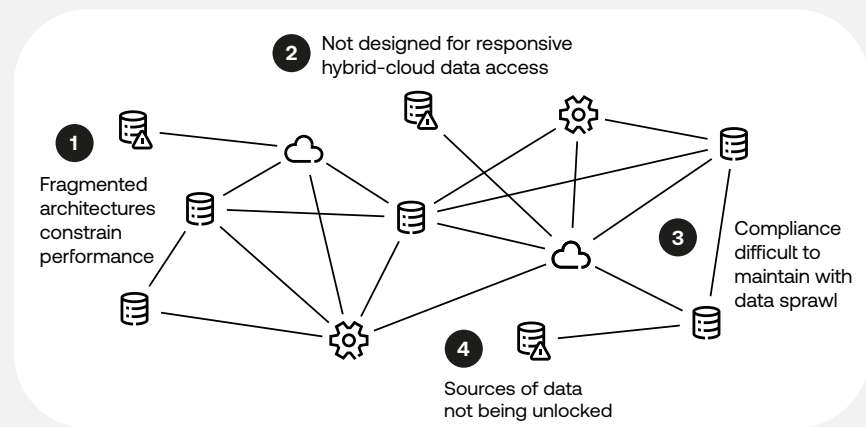 1
Fragmented
architectures
constrain
performance
2
Not designed for responsive
hybrid-cloud data access
3
Compliance
difficult to
maintain with
data sprawl
4
Sources of data
not being unlocked